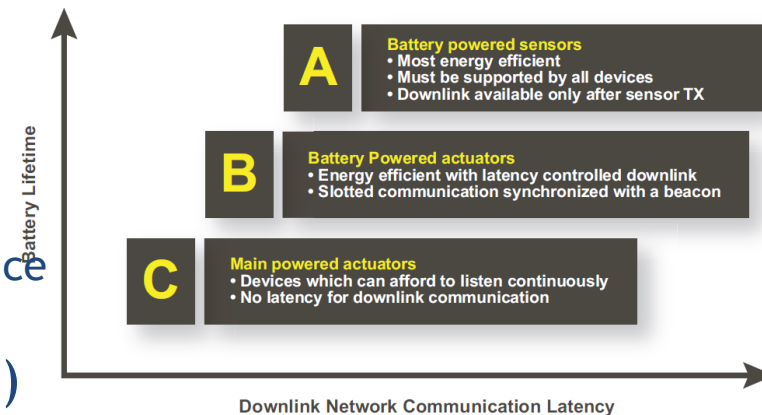 A
Battery powered sensors
• Most energy efficient
• Must be supported by all devices
• Downlink available only after sensor TX
B
Battery Powered actuators
• Energy efficient with latency controlled downlink
• Slotted communication synchronized with a beacon
C
Main powered actuators
• Devices which can afford to listen continuously
• No latency for downlink communication
Battery Lifetime
ce
)
Downlink Network Communication Latency